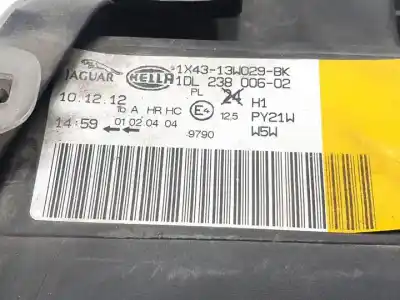 JAGUAR HELLA 1X43-13W029-BK
1DL 238 006-02
10.12.12 PL 24 H1
1b A HR HC E4 12,5 PY21W
14:59 01 02 04 04 W5W
9790